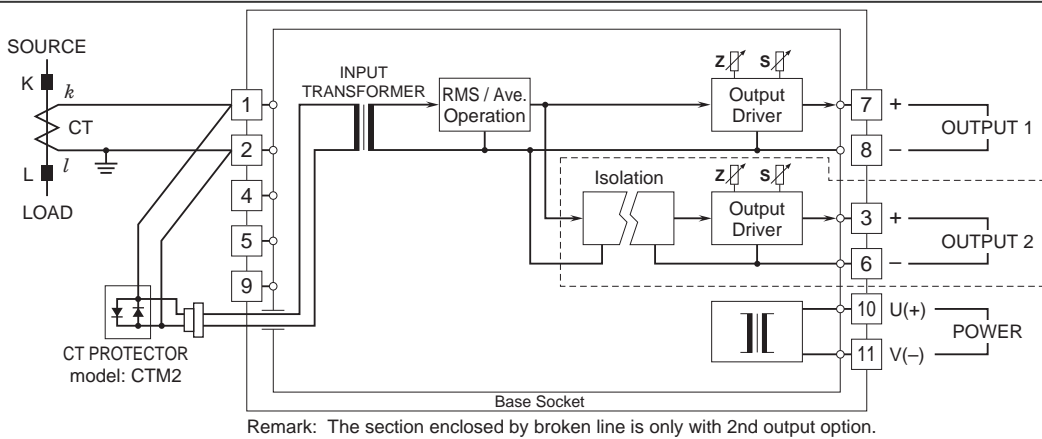 SOURCE
K
k
CT
l
L
LOAD
CT PROTECTOR
model: CTM2
1
2
4
5
9
INPUT
TRANSFORMER
RMS / Ave.
Operation
Z
S
Output
Driver
Isolation
Z
S
Output
Driver
7
+
8
–
OUTPUT 1
3
+
6
–
OUTPUT 2
10
U(+)
11
V(–)
POWER
Base Socket
Remark: The section enclosed by broken line is only with 2nd output option.